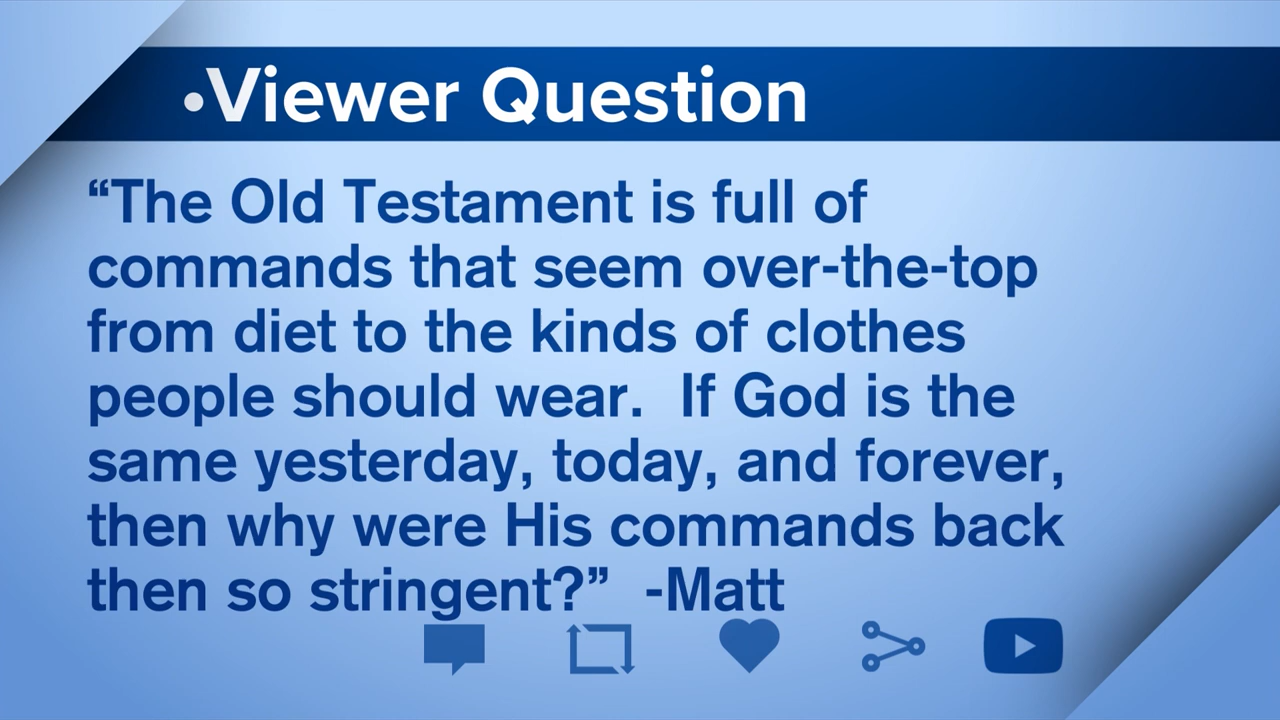 •Viewer Question
“The Old Testament is full of
commands that seem over-the-top
from diet to the kinds of clothes
people should wear.  If God is the
same yesterday, today, and forever,
then why were His commands back
then so stringent?”  -Matt